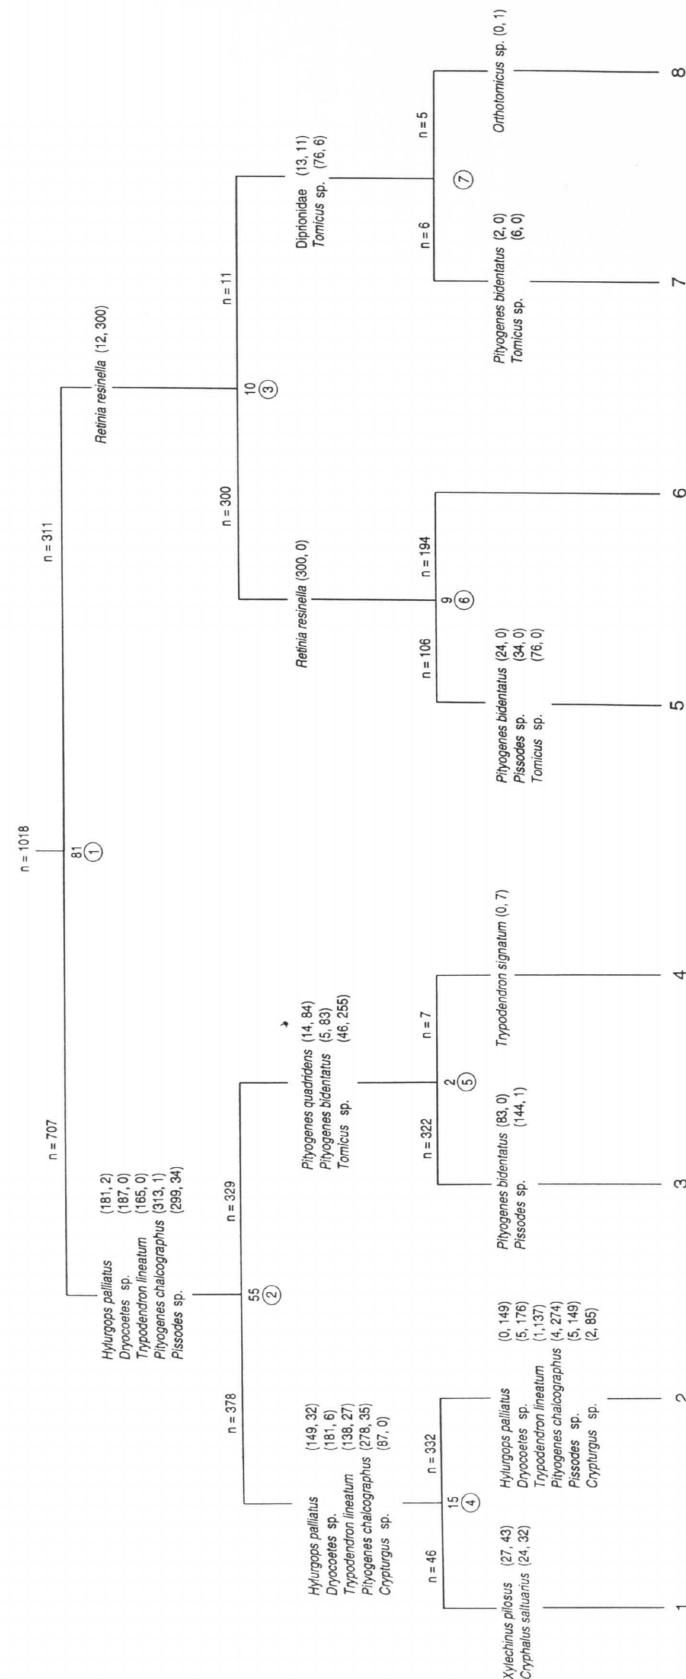 n = 1018
n = 707
81
1
n = 311
Hylurgops palliatus (181, 2)
Dryocoetes sp. (187, 0)
Trypodendron lineatum (165, 0)
Pityogenes chalcographus (313, 1)
Pissodes sp. (299, 34)
Retinia resinella (12, 300)
n = 378
55
2
n = 329
n = 300
10
3
n = 11
Hylurgops palliatus (149, 32)
Dryocoetes sp. (181, 6)
Trypodendron lineatum (138, 27)
Pityogenes chalcographus (278, 35)
Crypturgus sp. (87, 0)
Pityogenes quadridens (14, 84)
Pityogenes bidentatus (5, 83)
Tomicus sp. (46, 255)
Retinia resinella (300, 0)
Diprionidae (13, 11)
Tomicus sp. (76, 6)
n = 46
15
4
n = 332
n = 322
2
5
n = 7
n = 106
9
6
n = 194
n = 6
7
n = 5
Xylechinus pilosus (27, 43)
Cryphalus saltuarius (24, 32)
Hylurgops palliatus (0, 149)
Dryocoetes sp. (5, 176)
Trypodendron lineatum (1,137)
Pityogenes chalcographus (4, 274)
Pissodes sp. (5, 149)
Crypturgus sp. (2, 85)
Pityogenes bidentatus (83, 0)
Pissodes sp. (144, 1)
Trypodendron signatum (0, 7)
Pityogenes bidentatus (24, 0)
Pissodes sp. (34, 0)
Tomicus sp. (76, 0)
Pityogenes bidentatus (2, 0)
Tomicus sp. (6, 0)
Orthotomicus sp. (0, 1)
1 2 3 4 5 6 7 8